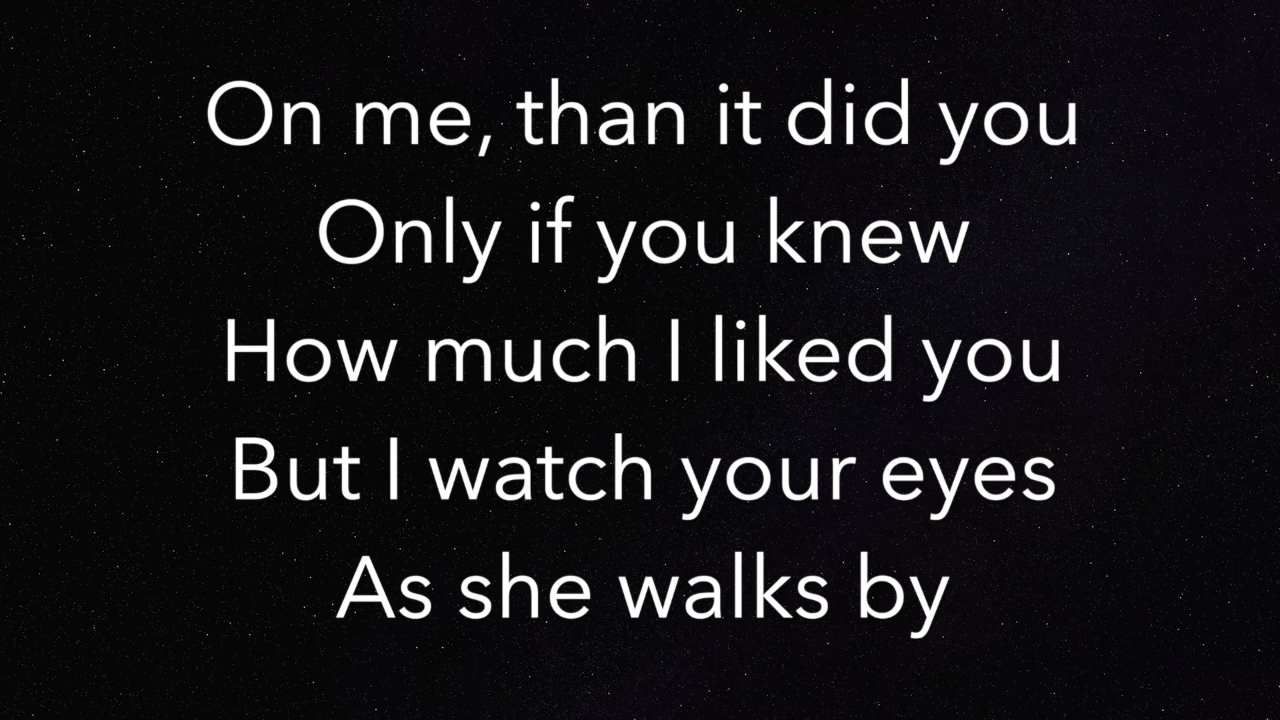 On me, than it did you
Only if you knew
How much I liked you
But I watch your eyes
As she walks by